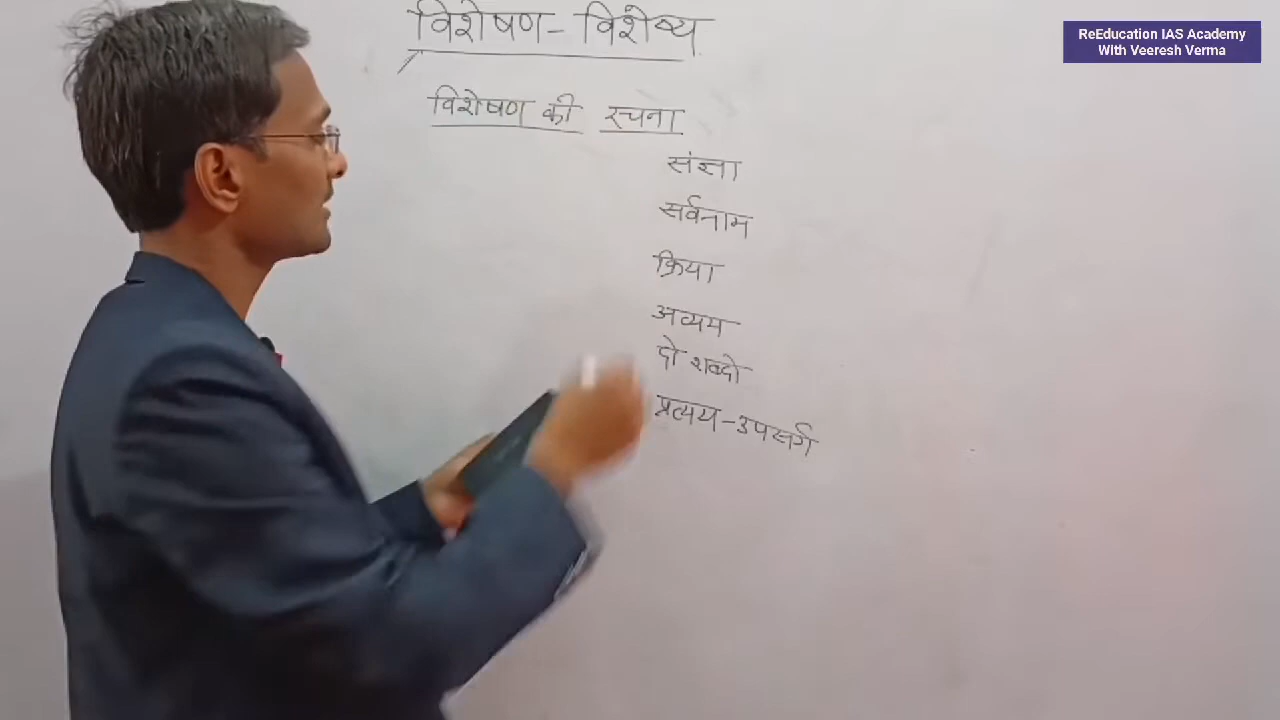 विशेषण - विशेष्य
ReEducation IAS Academy
With Veeresh Verma
विशेषण की रचना
संज्ञा
सर्वनाम
क्रिया
अव्यय
दो शब्दो
प्रत्यय - उपसर्ग